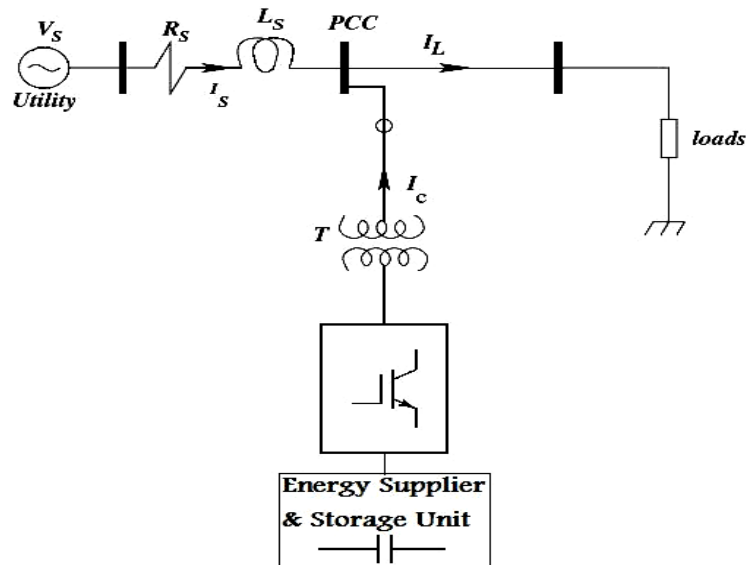 V_S
Utility
R_S
I_S
L_S
PCC
I_L
loads
I_c
T
Energy Supplier
& Storage Unit